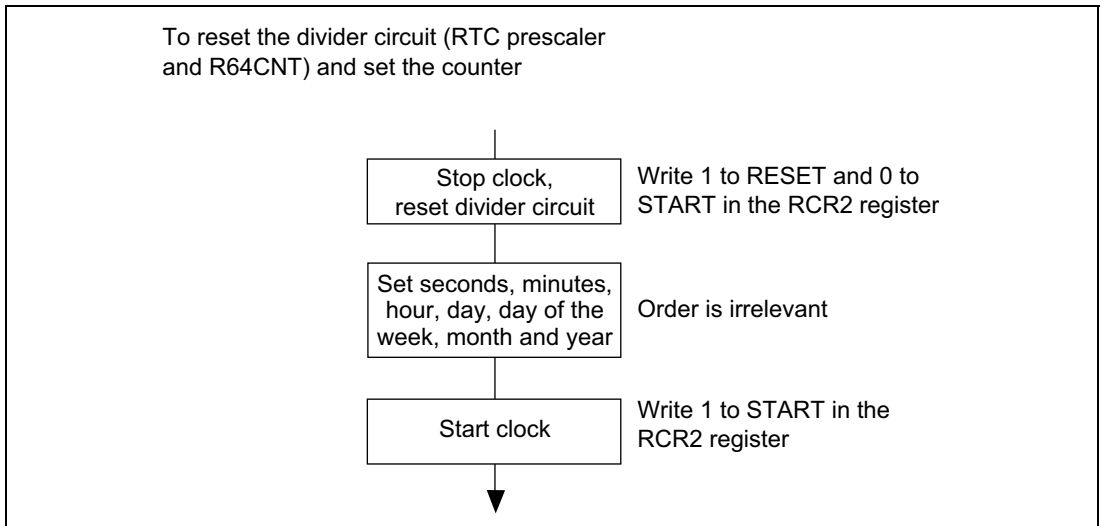 To reset the divider circuit (RTC prescaler
and R64CNT) and set the counter
Stop clock,
reset divider circuit
Write 1 to RESET and 0 to
START in the RCR2 register
Set seconds, minutes,
hour, day, day of the
week, month and year
Order is irrelevant
Start clock
Write 1 to START in the
RCR2 register